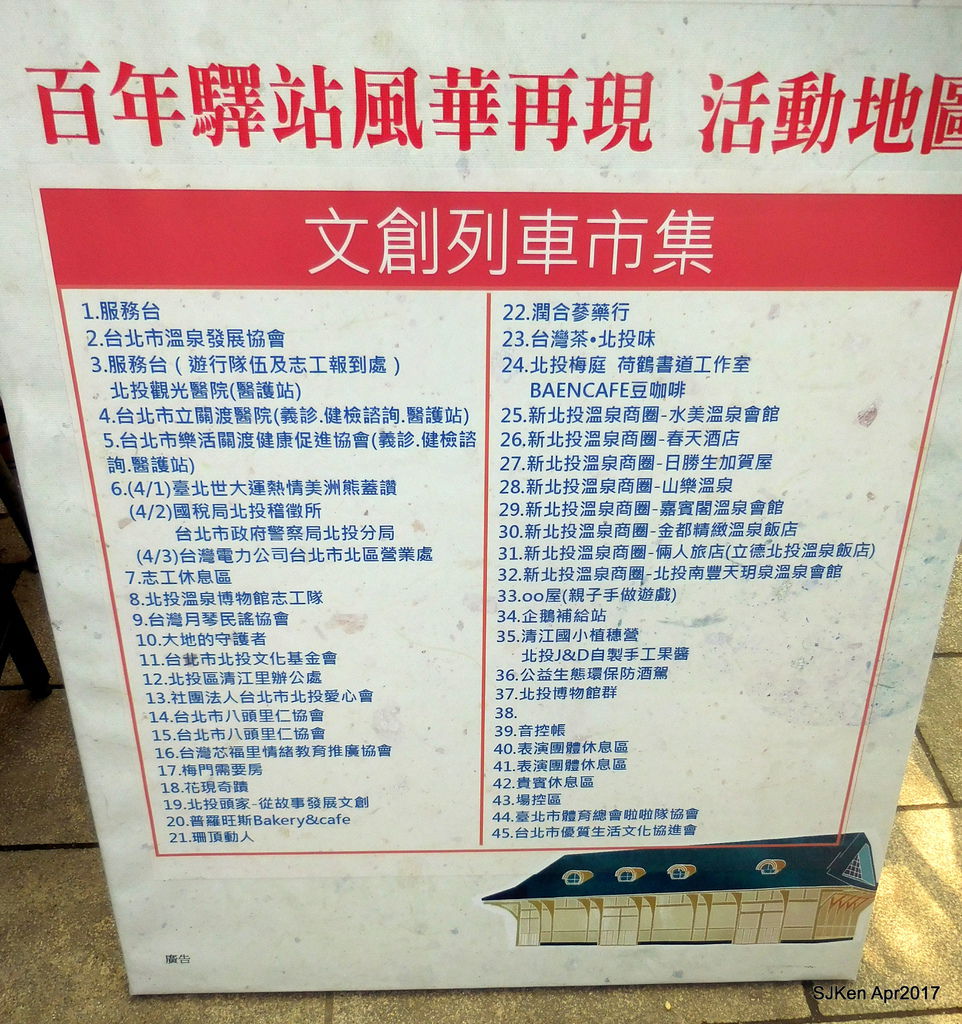 百年驛站風華再現 活動地圖
文創列車市集
1.服務台
2.台北市溫泉發展協會
3.服務台（遊行隊伍及志工報到處）
北投觀光醫院(醫護站)
4.台北市立關渡醫院(義診.健檢諮詢.醫護站)
5.台北市樂活關渡健康促進協會(義診.健檢諮
詢.醫護站)
6.(4/1)臺北世大運熱情美洲熊蓋讚
(4/2)國稅局北投稽徵所
台北市政府警察局北投分局
(4/3)台灣電力公司台北市北區營業處
7.志工休息區
8.北投溫泉博物館志工隊
9.台灣月琴民謠協會
10.大地的守護者
11.台北市北投文化基金會
12.北投區清江里辦公處
13.社團法人台北市北投愛心會
14.台北市八頭里仁協會
15.台北市八頭里仁協會
16.台灣芯福里情緒教育推廣協會
17.梅門需要房
18.花現奇蹟
19.北投頭家-從故事發展文創
20.普羅旺斯Bakery&cafe
21.珊頂動人
22.潤合蔘藥行
23.台灣茶•北投味
24.北投梅庭 荷鶴書道工作室
BAENCAFE豆咖啡
25.新北投溫泉商圈-水美溫泉會館
26.新北投溫泉商圈-春天酒店
27.新北投溫泉商圈-日勝生加賀屋
28.新北投溫泉商圈-山樂溫泉
29.新北投溫泉商圈-嘉賓閣溫泉會館
30.新北投溫泉商圈-金都精緻溫泉飯店
31.新北投溫泉商圈-倆人旅店(立德北投溫泉飯店)
32.新北投溫泉商圈-北投南豐天玥泉溫泉會館
33.oo屋(親子手做遊戲)
34.企鵝補給站
35.清江國小植穗營
北投J&D自製手工果醬
36.公益生態環保防酒駕
37.北投博物館群
38.
39.音控帳
40.表演團體休息區
41.表演團體休息區
42.貴賓休息區
43.場控區
44.臺北市體育總會啦啦隊協會
45.台北市優質生活文化協進會
廣告
SJKen Apr2017